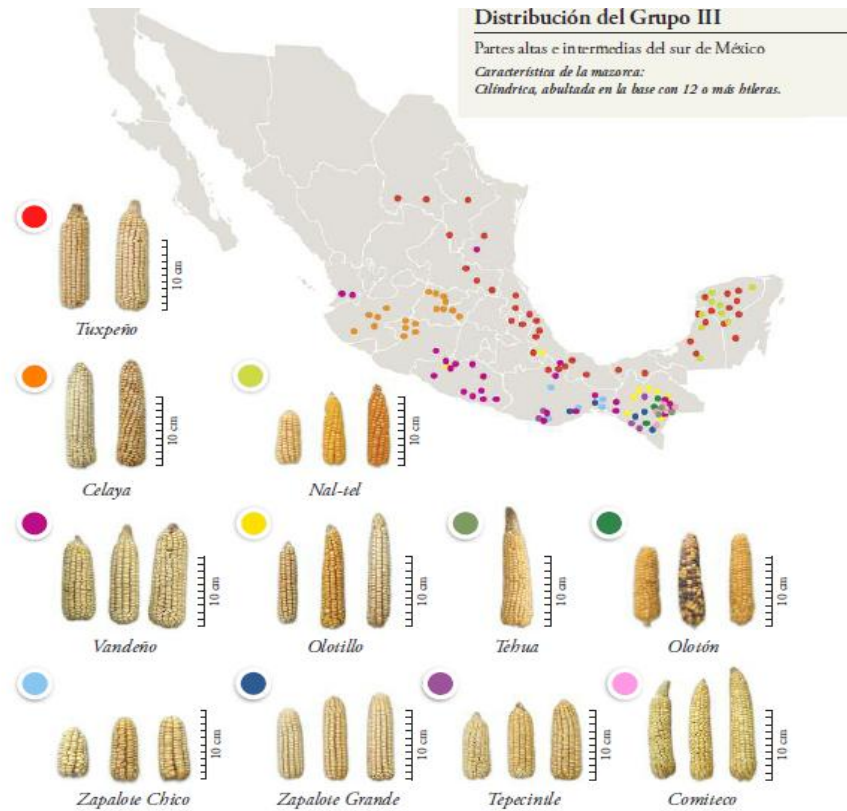 Distribución del Grupo III
Partes altas e intermedias del sur de México
Característica de la mazorca:
Cilíndrica, abultada en la base con 12 o más hileras.
10 cm
Tuxpeño
10 cm
Celaya
10 cm
Nal-tel
10 cm
Vandeño
10 cm
Olotillo
10 cm
Tehua
10 cm
Olotón
10 cm
Zapalote Chico
10 cm
Zapalote Grande
10 cm
Tepecintle
10 cm
Comiteco